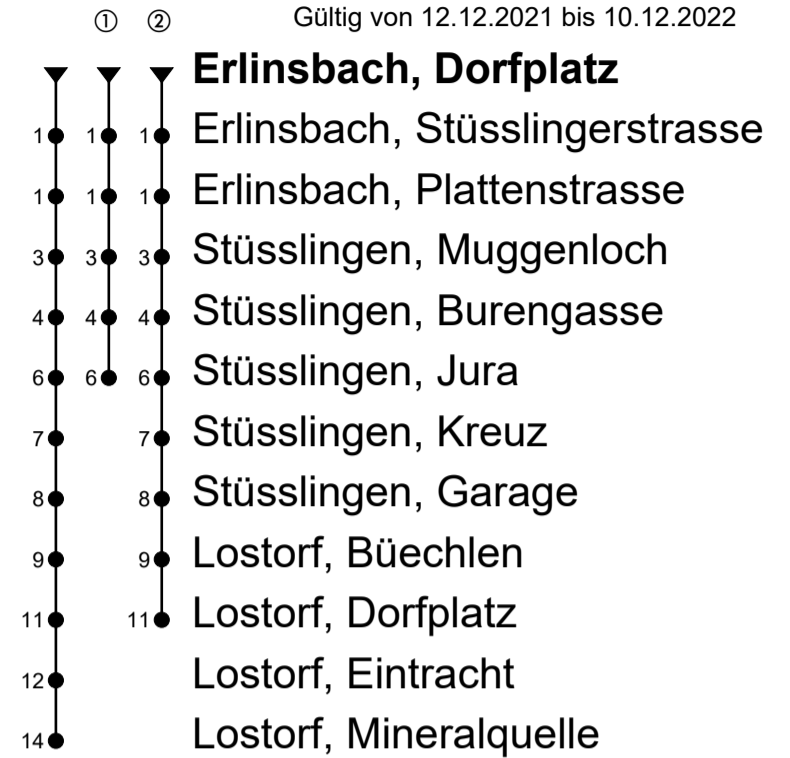 ① ② Gültig von 12.12.2021 bis 10.12.2022
Erlinsbach, Dorfplatz
1 1 1 Erlinsbach, Stüsslingerstrasse
1 1 1 Erlinsbach, Plattenstrasse
3 3 3 Stüsslingen, Muggenloch
4 4 4 Stüsslingen, Burengasse
6 6 6 Stüsslingen, Jura
7 7 Stüsslingen, Kreuz
8 8 Stüsslingen, Garage
9 9 Lostorf, Büechlen
11 11 Lostorf, Dorfplatz
12 Lostorf, Eintracht
14 Lostorf, Mineralquelle